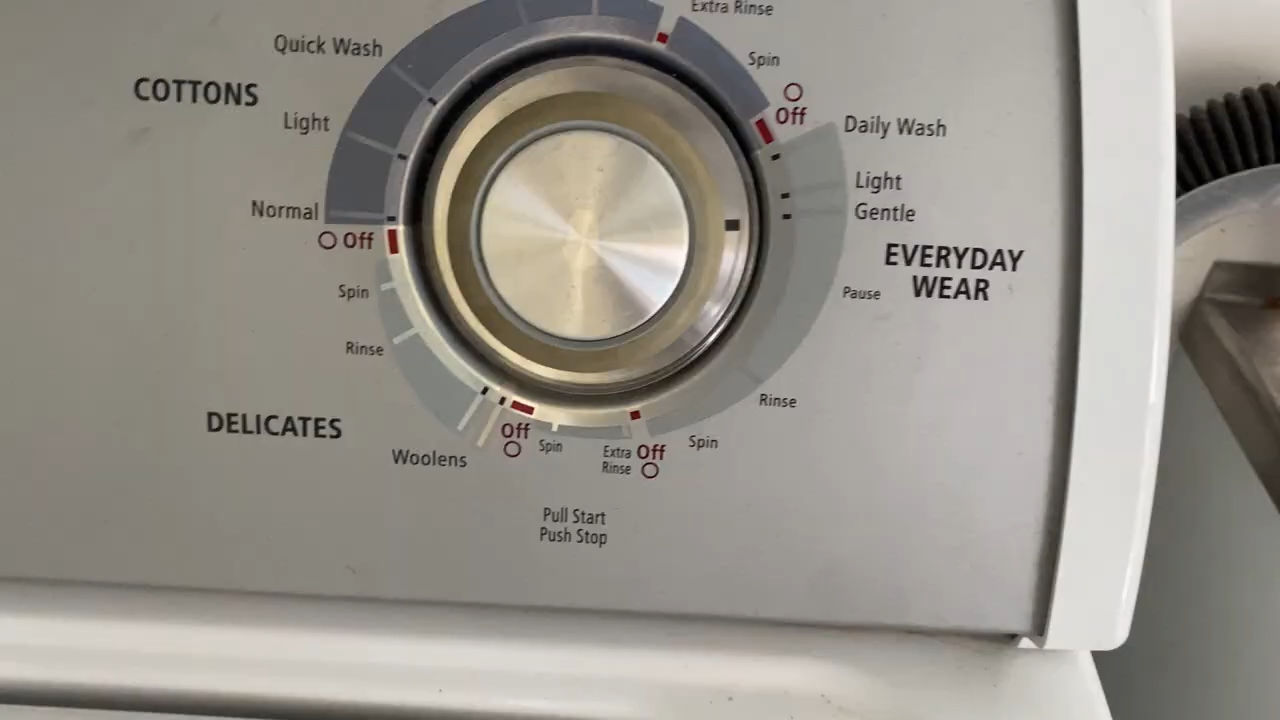 Extra Rinse
Quick Wash
Spin
COTTONS
Off
Light
Daily Wash
Light
Normal
Gentle
Off
EVERYDAY
WEAR
Spin
Pause
Rinse
Rinse
DELICATES
Woolens
Off
Spin
Extra
Rinse
Off
Spin
Pull Start
Push Stop